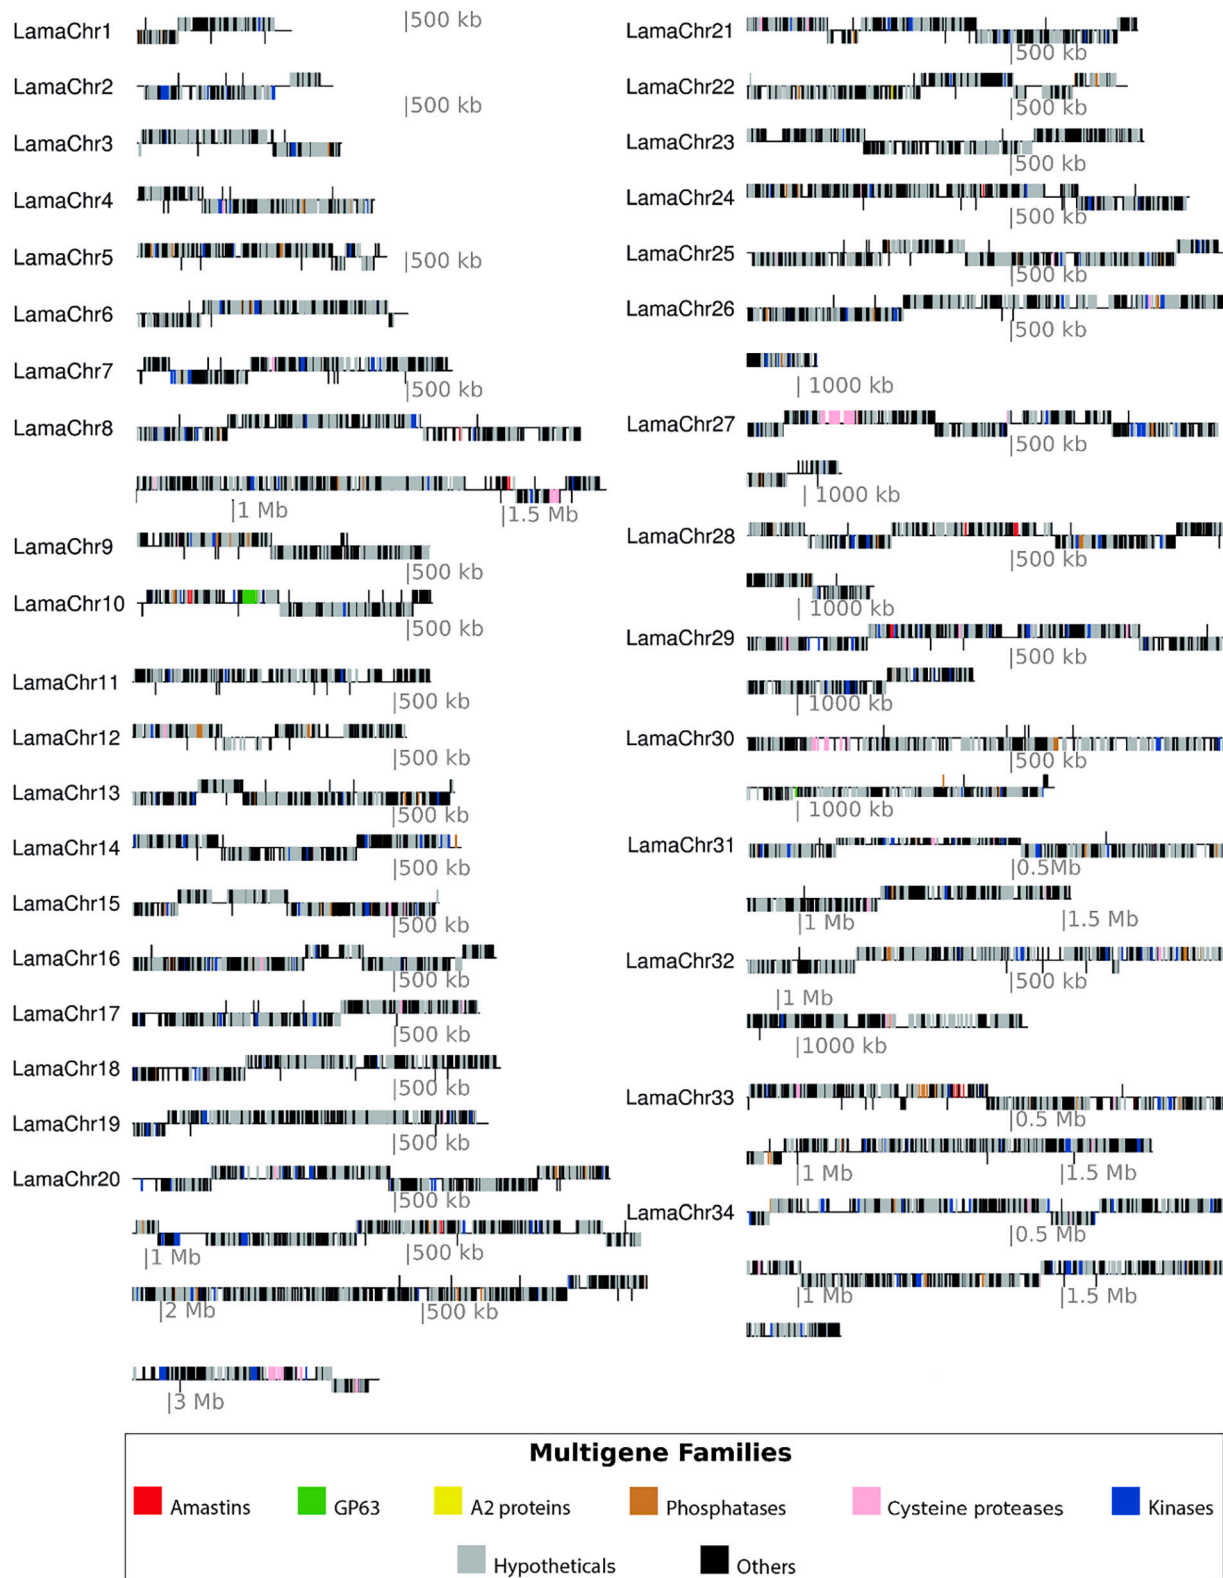 LamaChr1
|500 kb
LamaChr2
|500 kb
LamaChr3
LamaChr4
LamaChr5
|500 kb
LamaChr6
LamaChr7
|500 kb
LamaChr8
|1 Mb
|1.5 Mb
LamaChr9
|500 kb
LamaChr10
|500 kb
LamaChr11
|500 kb
LamaChr12
|500 kb
LamaChr13
|500 kb
LamaChr14
|500 kb
LamaChr15
|500 kb
LamaChr16
|500 kb
LamaChr17
|500 kb
LamaChr18
|500 kb
LamaChr19
|500 kb
LamaChr20
|500 kb
|1 Mb
|500 kb
|2 Mb
|500 kb
|3 Mb
LamaChr21
|500 kb
LamaChr22
|500 kb
LamaChr23
|500 kb
LamaChr24
|500 kb
LamaChr25
|500 kb
LamaChr26
|500 kb
| 1000 kb
LamaChr27
|500 kb
| 1000 kb
LamaChr28
|500 kb
| 1000 kb
LamaChr29
|500 kb
|1000 kb
LamaChr30
|500 kb
|1000 kb
LamaChr31
|0.5Mb
|1 Mb
|1.5 Mb
LamaChr32
|500 kb
|1 Mb
|1000 kb
LamaChr33
|0.5 Mb
|1 Mb
|1.5 Mb
LamaChr34
|0.5 Mb
|1 Mb
|1.5 Mb
Multigene Families
Amastins
GP63
A2 proteins
Phosphatases
Cysteine proteases
Kinases
Hypotheticals
Others